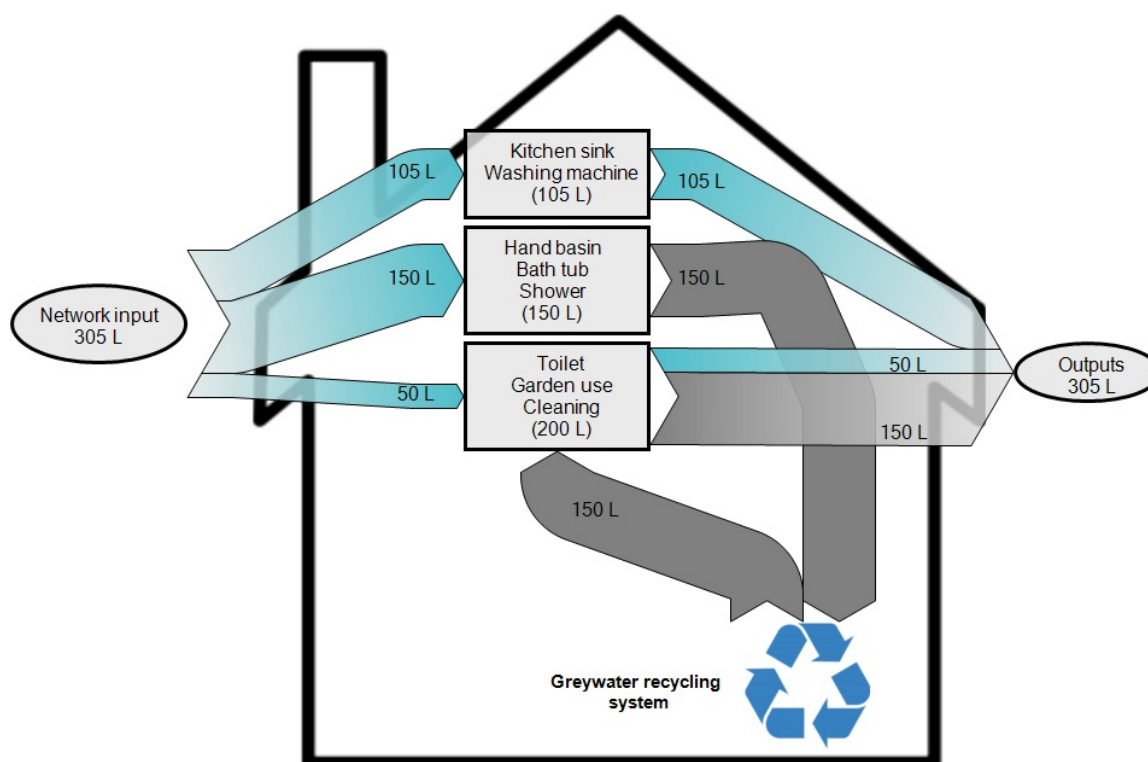 Kitchen sink
Washing machine
(105 L)
105 L
105 L
Hand basin
Bath tub
Shower
(150 L)
150 L
150 L
Network input
305 L
Toilet
Garden use
Cleaning
(200 L)
50 L
50 L
150 L
Outputs
305 L
150 L
Greywater recycling
system